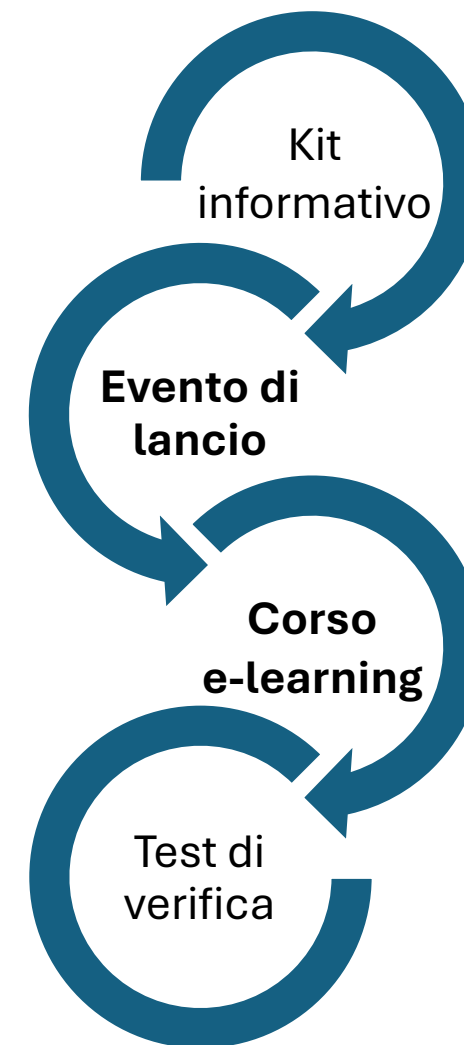 Kit
informativo
Evento di
lancio
Corso
e-learning
Test di
verifica